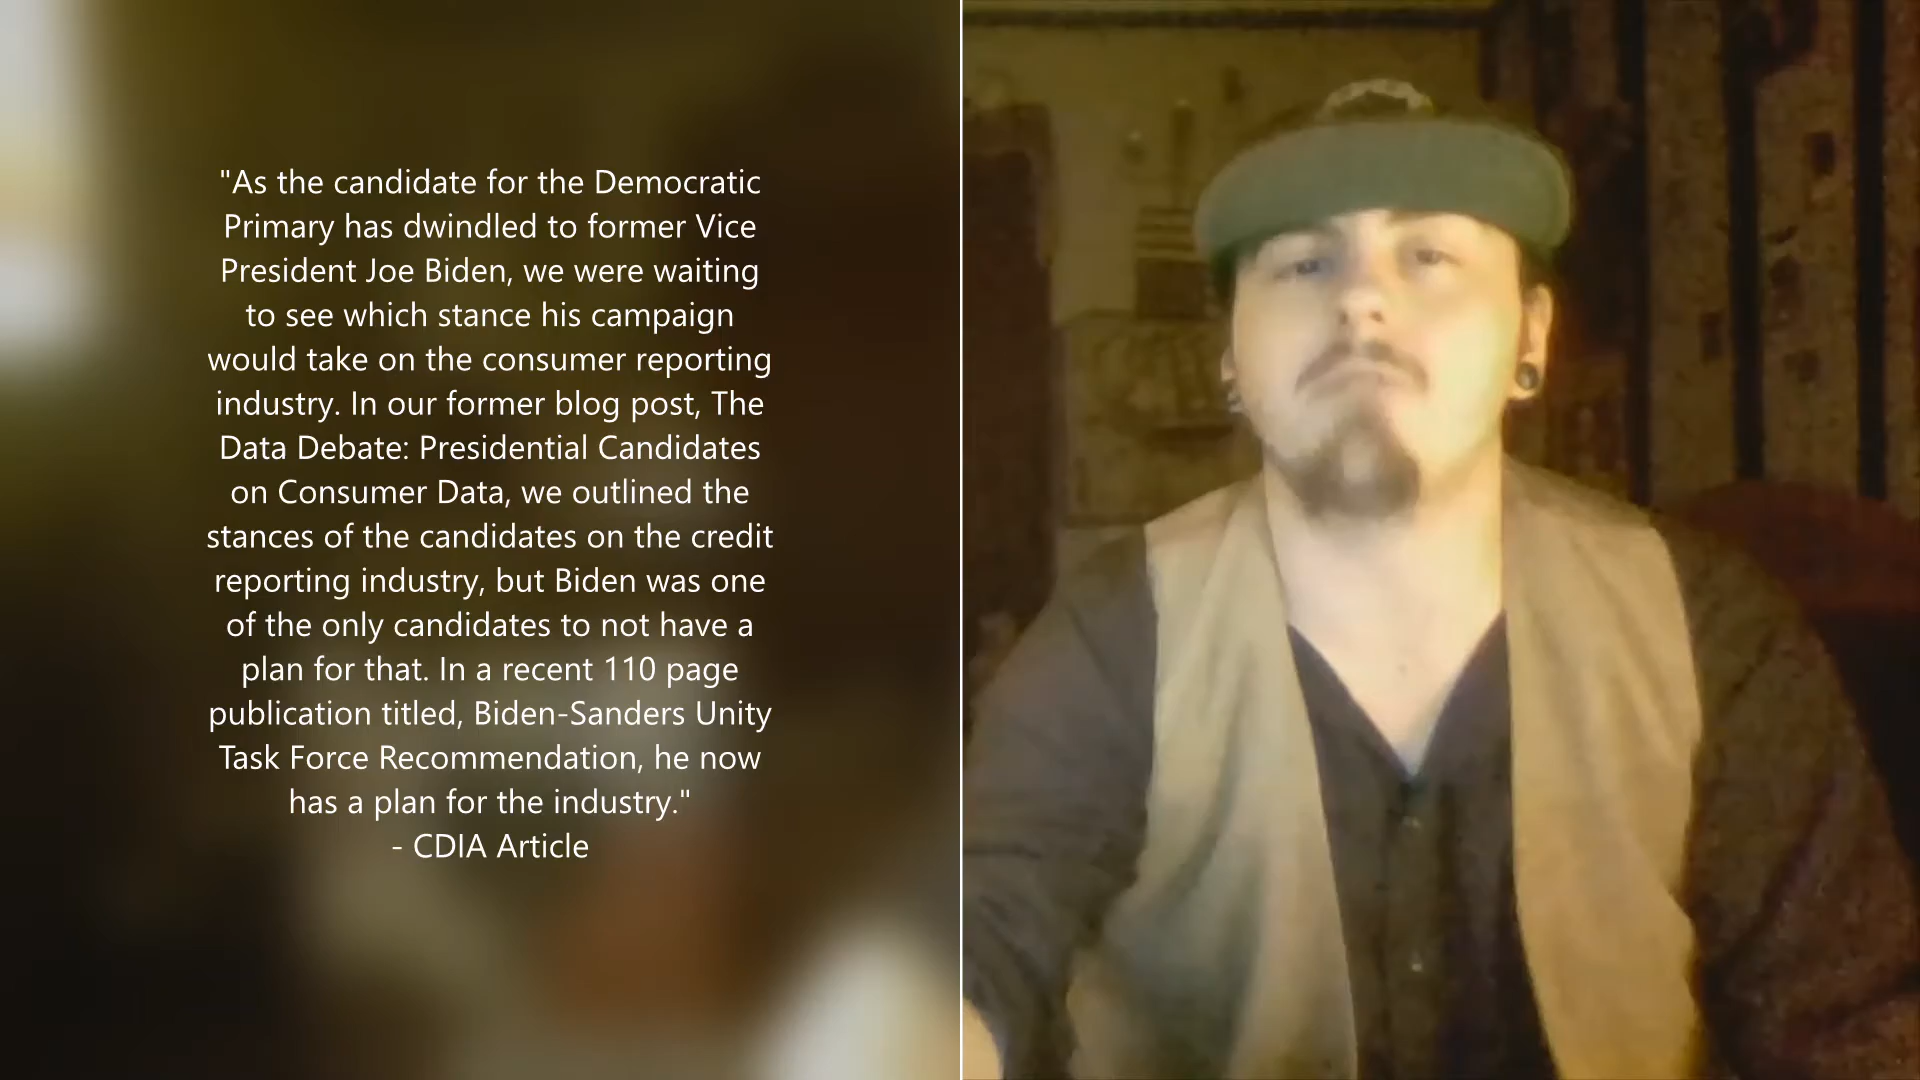 "As the candidate for the Democratic
Primary has dwindled to former Vice
President Joe Biden, we were waiting
to see which stance his campaign
would take on the consumer reporting
industry. In our former blog post, The
Data Debate: Presidential Candidates
on Consumer Data, we outlined the
stances of the candidates on the credit
reporting industry, but Biden was one
of the only candidates to not have a
plan for that. In a recent 110 page
publication titled, Biden-Sanders Unity
Task Force Recommendation, he now
has a plan for the industry."
- CDIA Article